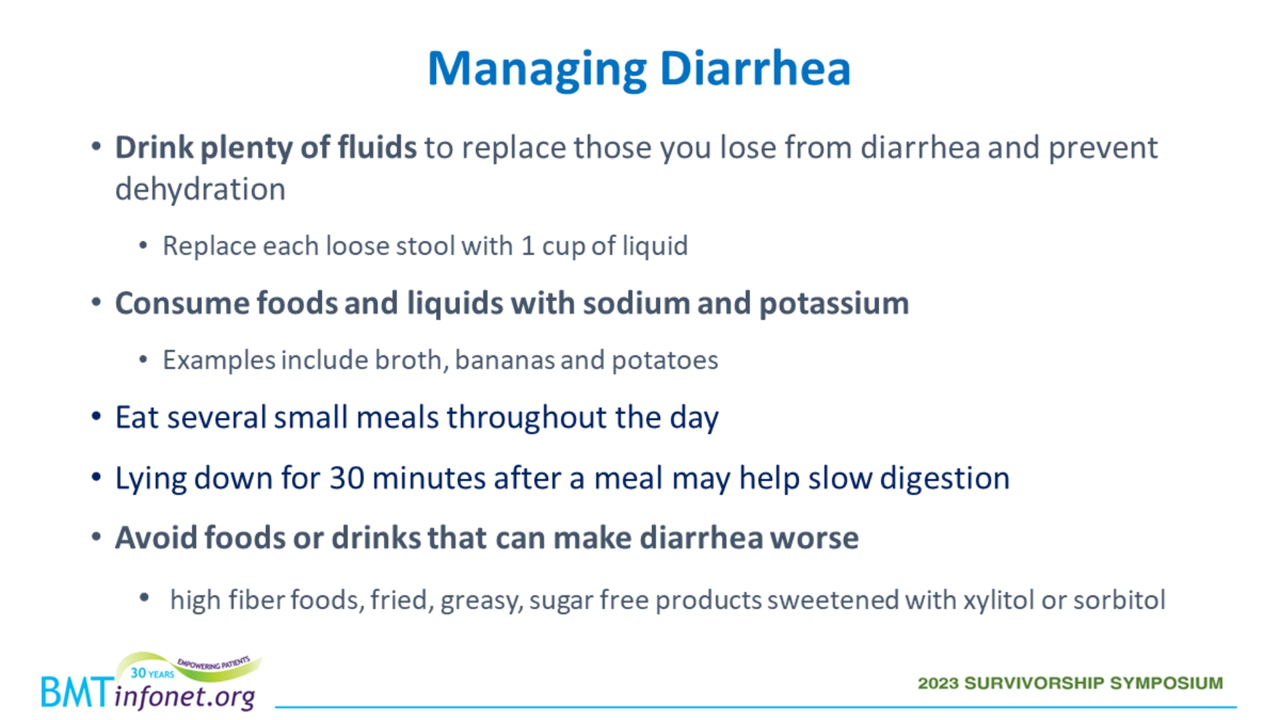 Managing Diarrhea
• Drink plenty of fluids to replace those you lose from diarrhea and prevent
dehydration
• Replace each loose stool with 1 cup of liquid
• Consume foods and liquids with sodium and potassium
• Examples include broth, bananas and potatoes
• Eat several small meals throughout the day
• Lying down for 30 minutes after a meal may help slow digestion
• Avoid foods or drinks that can make diarrhea worse
• high fiber foods, fried, greasy, sugar free products sweetened with xylitol or sorbitol
30 YEARS EMPOWERING PATIENTS
BMTinfonet.org
2023 SURVIVORSHIP SYMPOSIUM